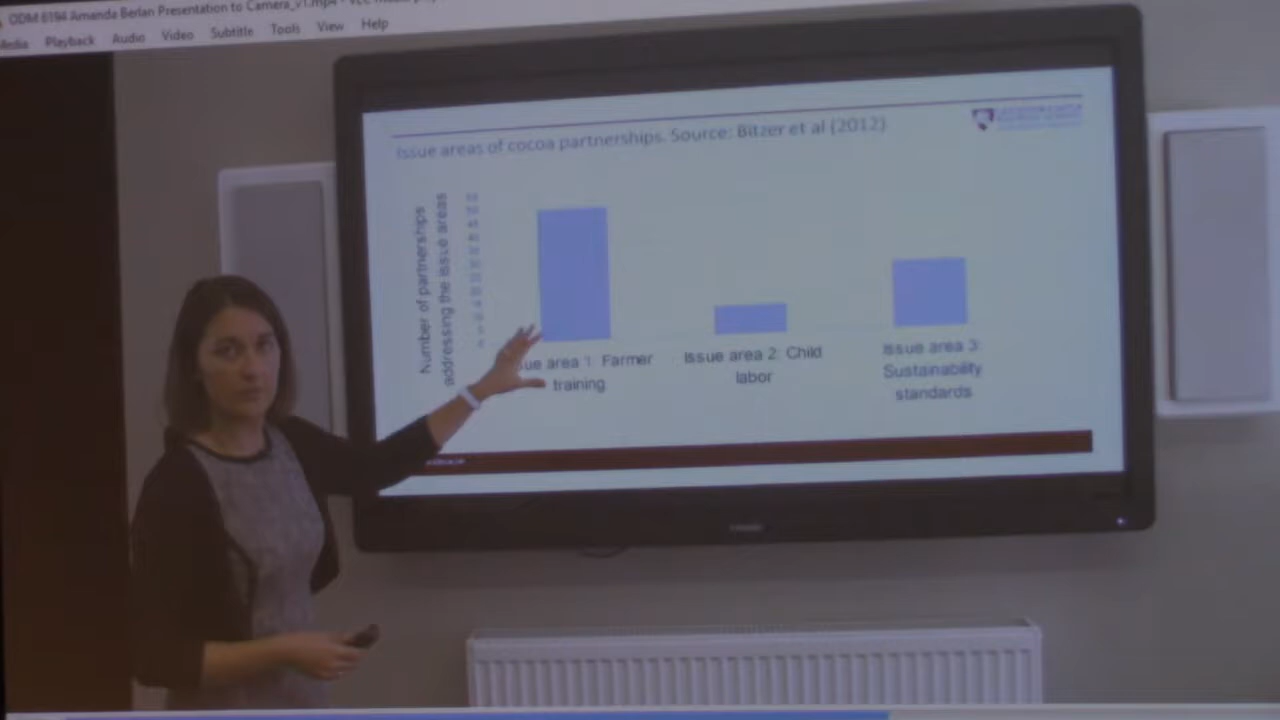 ODM 6194 Amanda Berlan Presentation to Camera_v1.mp4 - VLC media
Media Playback Audio Video Subtitle Tools View Help
Issue areas of cocoa partnerships. Source: Bitzer et al (2012)
Number of partnerships
addressing the issue areas
sue area 1: Farmer
training
Issue area 2: Child
labor
Issue area 3:
Sustainability
standards